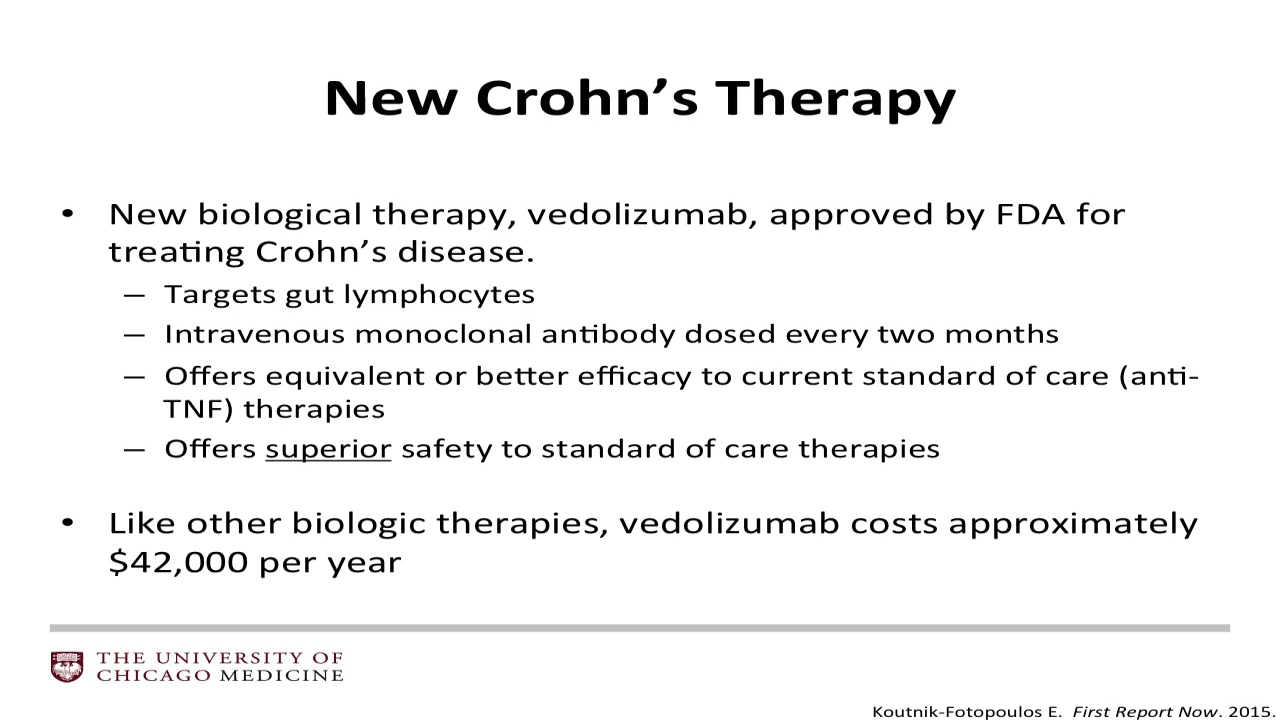 New Crohn’s Therapy
• New biological therapy, vedolizumab, approved by FDA for
treating Crohn’s disease.
– Targets gut lymphocytes
– Intravenous monoclonal antibody dosed every two months
– Offers equivalent or better efficacy to current standard of care (anti-
TNF) therapies
– Offers superior safety to standard of care therapies
• Like other biologic therapies, vedolizumab costs approximately
$42,000 per year
THE UNIVERSITY OF
CHICAGO MEDICINE
Koutnik-Fotopoulos E. First Report Now. 2015.